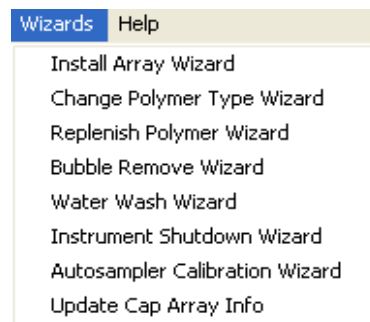 Wizards Help
Install Array Wizard
Change Polymer Type Wizard
Replenish Polymer Wizard
Bubble Remove Wizard
Water Wash Wizard
Instrument Shutdown Wizard
Autosampler Calibration Wizard
Update Cap Array Info